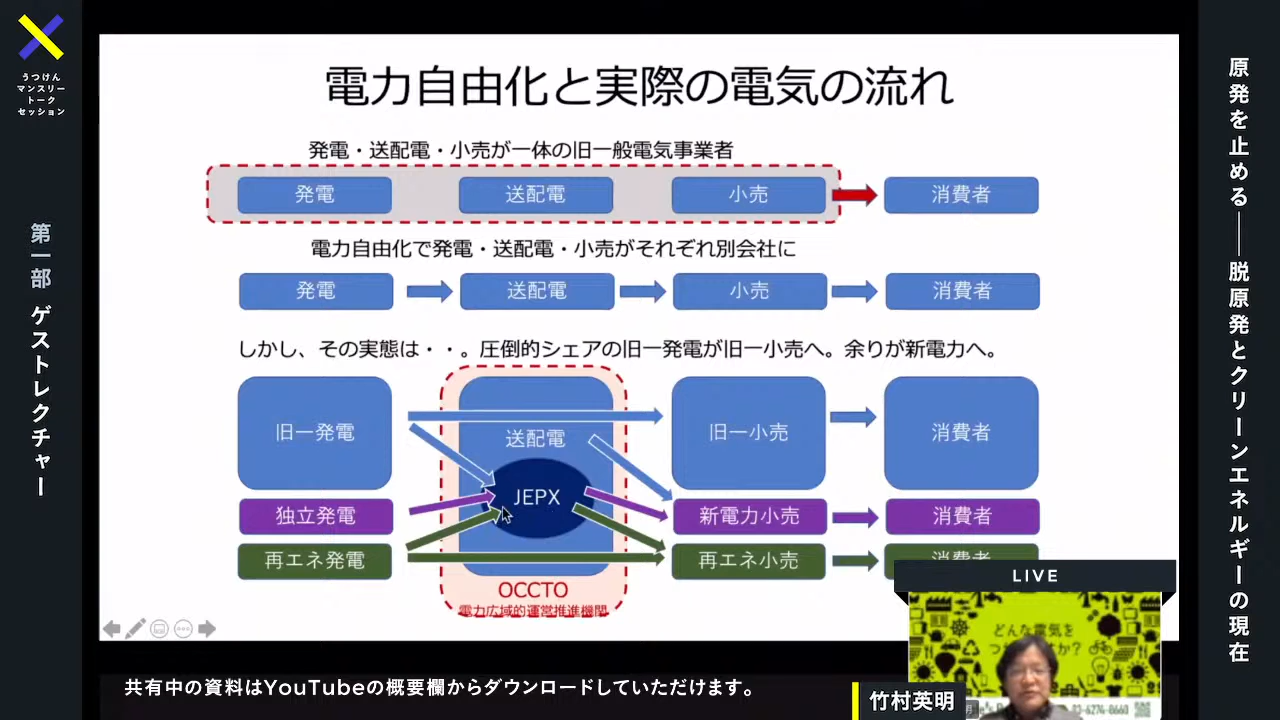 うつけん
マンスリー
トーク
セッション
第一部 ゲストレクチャー
電力自由化と実際の電気の流れ
発電・送配電・小売が一体の旧一般電気事業者
発電 送配電 小売 消費者
電力自由化で発電・送配電・小売がそれぞれ別会社に
発電 送配電 小売 消費者
しかし、その実態は・・。圧倒的シェアの旧一発電が旧一小売へ。余りが新電力へ。
旧一発電 送配電 旧一小売 消費者
JEPX
独立発電 新電力小売 消費者
再エネ発電 再エネ小売 消費者
OCCTO
電力広域的運営推進機関
LIVE
どんな電気を
竹村英明
共有中の資料はYouTubeの概要欄からダウンロードしていただけます。
原発を止める——脱原発とクリーンエネルギーの現在